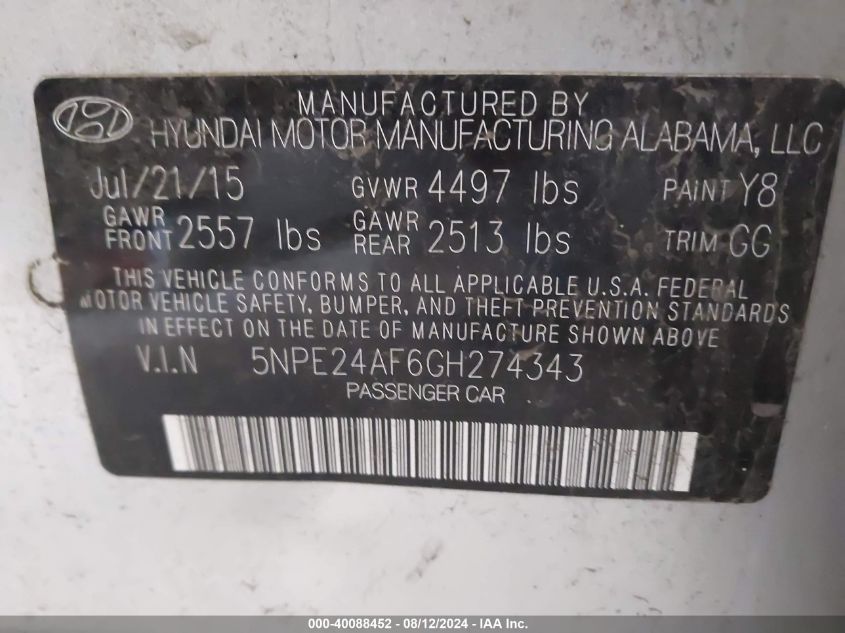 MANUFACTURED BY
HYUNDAI MOTOR MANUFACTURING ALABAMA, LLC
Jul/21/15 GVWR 4497 lbs PAINT Y8
GAWR FRONT 2557 lbs GAWR REAR 2513 lbs TRIM GG
THIS VEHICLE CONFORMS TO ALL APPLICABLE U.S.A. FEDERAL
MOTOR VEHICLE SAFETY, BUMPER, AND THEFT PREVENTION STANDARDS
IN EFFECT ON THE DATE OF MANUFACTURE SHOWN ABOVE
V.I.N 5NPE24AF6GH274343
PASSENGER CAR
000-40088452 - 08/12/2024 - IAA Inc.